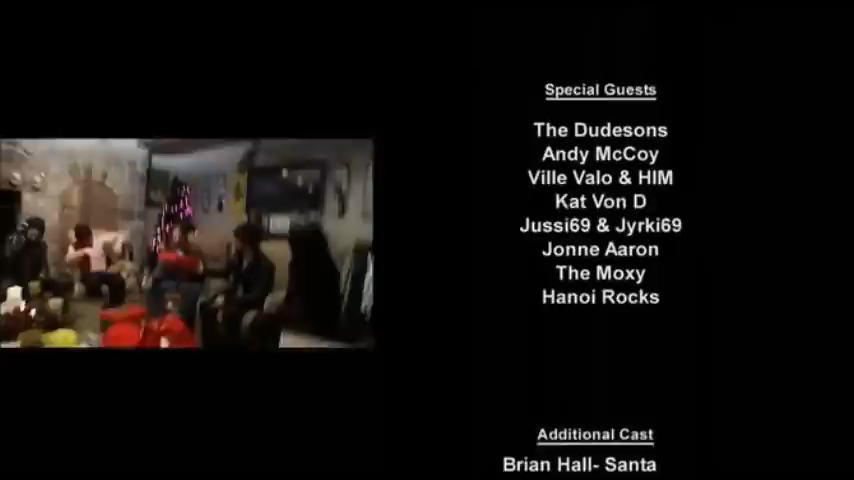 Special Guests
The Dudesons
Andy McCoy
Ville Valo & HIM
Kat Von D
Jussi69 & Jyrki69
Jonne Aaron
The Moxy
Hanoi Rocks
Additional Cast
Brian Hall- Santa